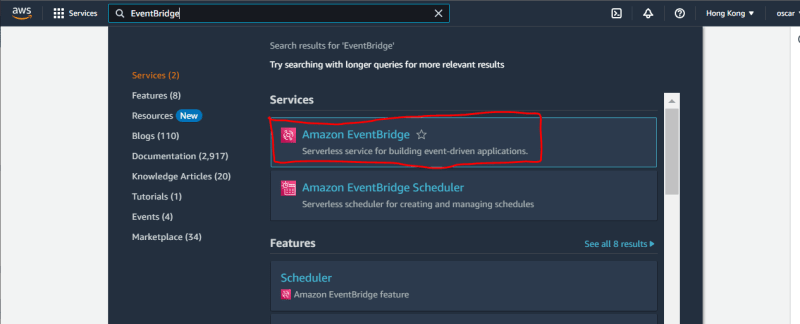 aws
Services
EventBridge
Hong Kong
oscar
Search results for 'EventBridge'
Try searching with longer queries for more relevant results
Services (2)
Features (8)
Resources New
Blogs (110)
Documentation (2,917)
Knowledge Articles (20)
Tutorials (1)
Events (4)
Marketplace (34)
Services
Amazon EventBridge
Serverless service for building event-driven applications.
Amazon EventBridge Scheduler
Serverless scheduler for creating and managing schedules
Features
See all 8 results
Scheduler
Amazon EventBridge feature